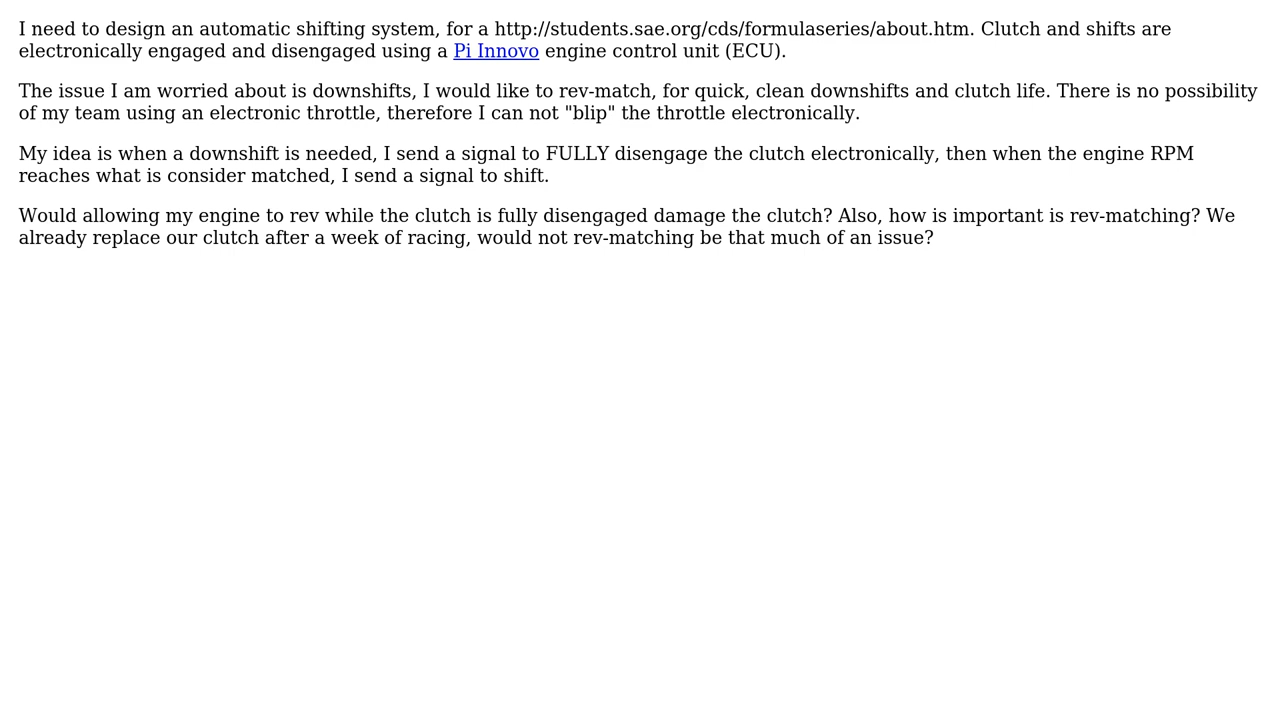 I need to design an automatic shifting system, for a http://students.sae.org/cds/formulaseries/about.htm. Clutch and shifts are
electronically engaged and disengaged using a Pi Innovo engine control unit (ECU).
The issue I am worried about is downshifts, I would like to rev-match, for quick, clean downshifts and clutch life. There is no possibility
of my team using an electronic throttle, therefore I can not "blip" the throttle electronically.
My idea is when a downshift is needed, I send a signal to FULLY disengage the clutch electronically, then when the engine RPM
reaches what is consider matched, I send a signal to shift.
Would allowing my engine to rev while the clutch is fully disengaged damage the clutch? Also, how is important is rev-matching? We
already replace our clutch after a week of racing, would not rev-matching be that much of an issue?